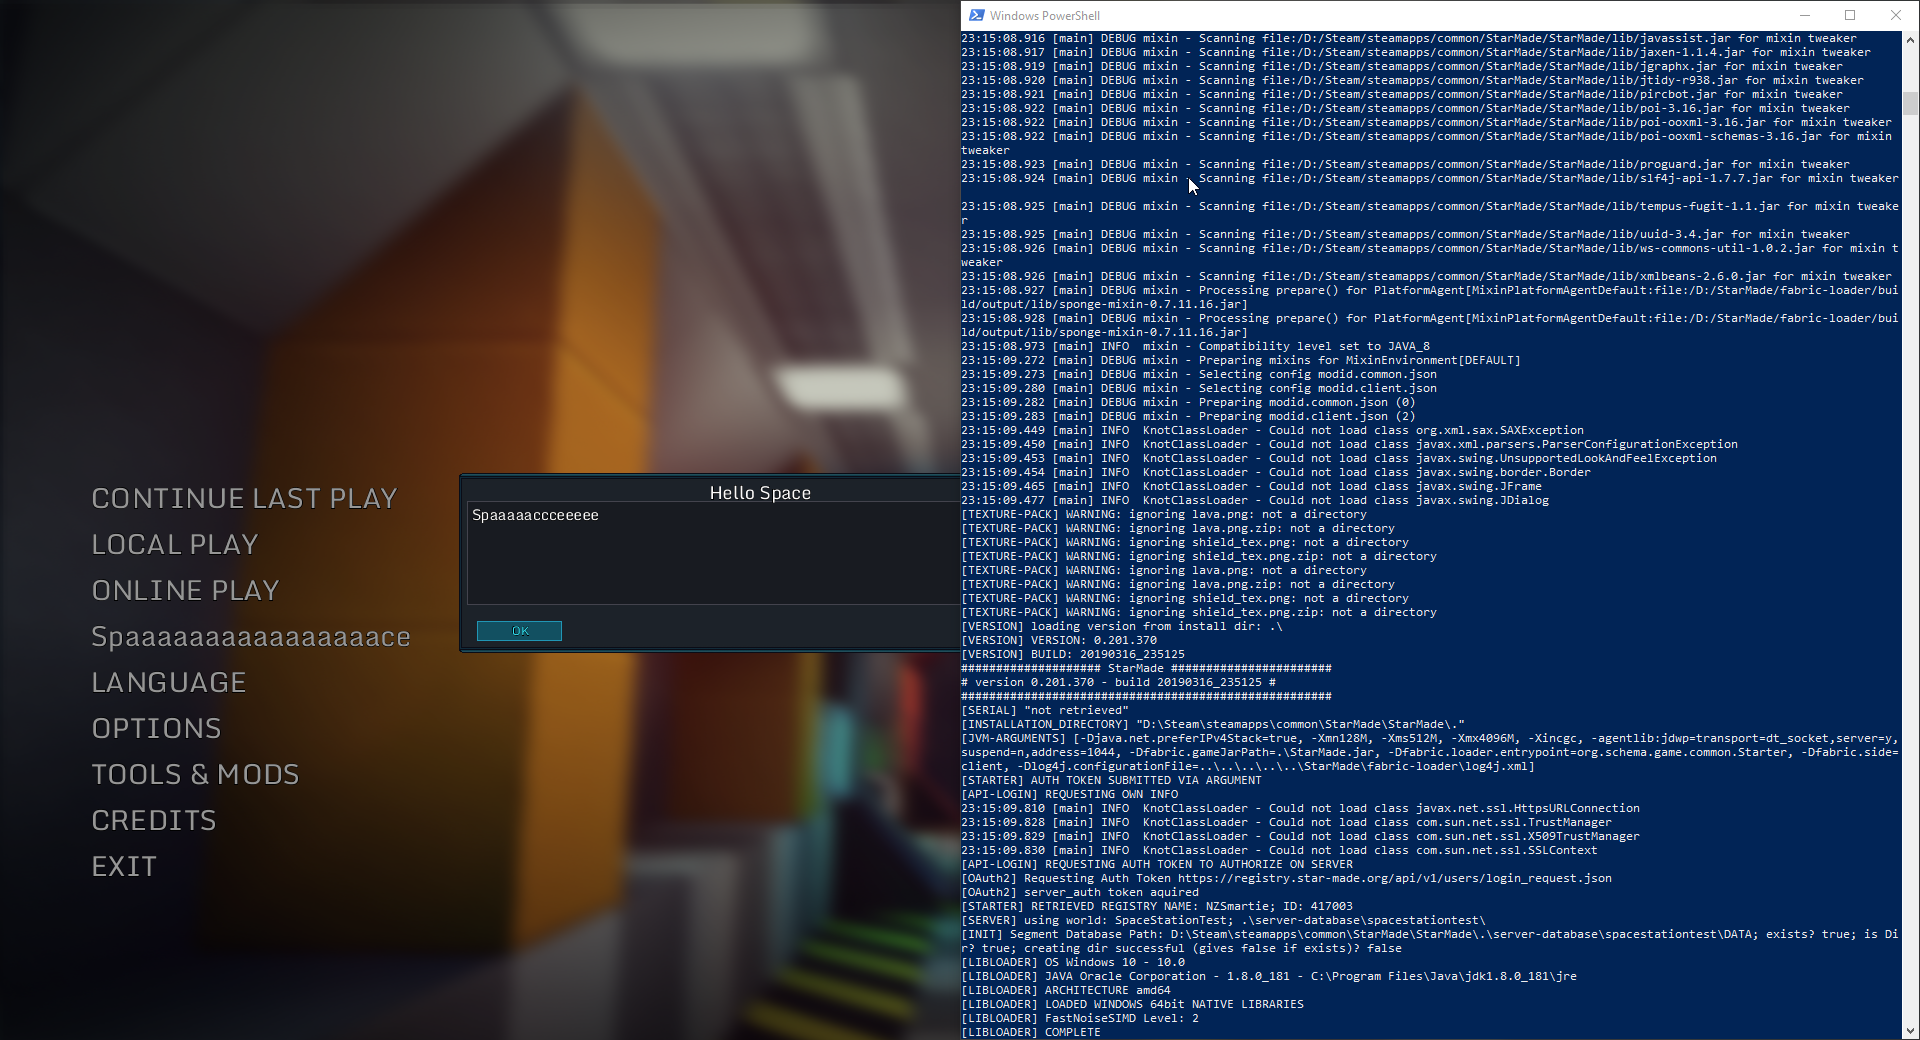 CONTINUE LAST PLAY
LOCAL PLAY
ONLINE PLAY
Spaaaaaaaaaaaaaaaace
LANGUAGE
OPTIONS
TOOLS & MODS
CREDITS
EXIT
Hello Space
Spaaaaaccceeeee
OK
Windows PowerShell
23:15:08.916 [main] DEBUG mixin - Scanning file:/D:/Steam/steamapps/common/StarMade/StarMade/lib/javassist.jar for mixin tweaker
23:15:08.917 [main] DEBUG mixin - Scanning file:/D:/Steam/steamapps/common/StarMade/StarMade/lib/jaxen-1.1.4.jar for mixin tweaker
23:15:08.919 [main] DEBUG mixin - Scanning file:/D:/Steam/steamapps/common/StarMade/StarMade/lib/jgraphx.jar for mixin tweaker
23:15:08.920 [main] DEBUG mixin - Scanning file:/D:/Steam/steamapps/common/StarMade/StarMade/lib/jtidy-r938.jar for mixin tweaker
23:15:08.921 [main] DEBUG mixin - Scanning file:/D:/Steam/steamapps/common/StarMade/StarMade/lib/pircbot.jar for mixin tweaker
23:15:08.922 [main] DEBUG mixin - Scanning file:/D:/Steam/steamapps/common/StarMade/StarMade/lib/poi-3.16.jar for mixin tweaker
23:15:08.922 [main] DEBUG mixin - Scanning file:/D:/Steam/steamapps/common/StarMade/StarMade/lib/poi-ooxml-3.16.jar for mixin tweaker
23:15:08.922 [main] DEBUG mixin - Scanning file:/D:/Steam/steamapps/common/StarMade/StarMade/lib/poi-ooxml-schemas-3.16.jar for mixin
tweaker
23:15:08.923 [main] DEBUG mixin - Scanning file:/D:/Steam/steamapps/common/StarMade/StarMade/lib/proguard.jar for mixin tweaker
23:15:08.924 [main] DEBUG mixin - Scanning file:/D:/Steam/steamapps/common/StarMade/StarMade/lib/slf4j-api-1.7.7.jar for mixin tweaker
23:15:08.925 [main] DEBUG mixin - Scanning file:/D:/Steam/steamapps/common/StarMade/StarMade/lib/tempus-fugit-1.1.jar for mixin tweake
r
23:15:08.925 [main] DEBUG mixin - Scanning file:/D:/Steam/steamapps/common/StarMade/StarMade/lib/uuid-3.4.jar for mixin tweaker
23:15:08.926 [main] DEBUG mixin - Scanning file:/D:/Steam/steamapps/common/StarMade/StarMade/lib/ws-commons-util-1.0.2.jar for mixin t
weaker
23:15:08.926 [main] DEBUG mixin - Scanning file:/D:/Steam/steamapps/common/StarMade/StarMade/lib/xmlbeans-2.6.0.jar for mixin tweaker
23:15:08.927 [main] DEBUG mixin - Processing prepare() for PlatformAgent[MixinPlatformAgentDefault:file:/D:/StarMade/fabric-loader/bui
ld/output/lib/sponge-mixin-0.7.11.16.jar]
23:15:08.928 [main] DEBUG mixin - Processing prepare() for PlatformAgent[MixinPlatformAgentDefault:file:/D:/StarMade/fabric-loader/bui
ld/output/lib/sponge-mixin-0.7.11.16.jar]
23:15:08.973 [main] INFO  mixin - Compatibility level set to JAVA_8
23:15:09.272 [main] DEBUG mixin - Preparing mixins for MixinEnvironment[DEFAULT]
23:15:09.273 [main] DEBUG mixin - Selecting config modid.common.json
23:15:09.280 [main] DEBUG mixin - Selecting config modid.client.json
23:15:09.282 [main] DEBUG mixin - Preparing modid.common.json (0)
23:15:09.283 [main] DEBUG mixin - Preparing modid.client.json (2)
23:15:09.449 [main] INFO  KnotClassLoader - Could not load class org.xml.sax.SAXException
23:15:09.450 [main] INFO  KnotClassLoader - Could not load class javax.xml.parsers.ParserConfigurationException
23:15:09.453 [main] INFO  KnotClassLoader - Could not load class javax.swing.UnsupportedLookAndFeelException
23:15:09.454 [main] INFO  KnotClassLoader - Could not load class javax.swing.border.Border
23:15:09.465 [main] INFO  KnotClassLoader - Could not load class javax.swing.JFrame
23:15:09.477 [main] INFO  KnotClassLoader - Could not load class javax.swing.JDialog
[TEXTURE-PACK] WARNING: ignoring lava.png: not a directory
[TEXTURE-PACK] WARNING: ignoring lava.png.zip: not a directory
[TEXTURE-PACK] WARNING: ignoring shield_tex.png: not a directory
[TEXTURE-PACK] WARNING: ignoring shield_tex.png.zip: not a directory
[TEXTURE-PACK] WARNING: ignoring lava.png: not a directory
[TEXTURE-PACK] WARNING: ignoring lava.png.zip: not a directory
[TEXTURE-PACK] WARNING: ignoring shield_tex.png: not a directory
[TEXTURE-PACK] WARNING: ignoring shield_tex.png.zip: not a directory
[VERSION] loading version from install dir: .\
[VERSION] VERSION: 0.201.370
[VERSION] BUILD: 20190316_235125
#################### StarMade #######################
# version 0.201.370 - build 20190316_235125 #
#####################################################
[SERIAL] "not retrieved"
[INSTALLATION_DIRECTORY] "D:\Steam\steamapps\common\StarMade\StarMade\."
[JVM-ARGUMENTS] [-Djava.net.preferIPv4Stack=true, -Xmn128M, -Xms512M, -Xmx4096M, -Xincgc, -agentlib:jdwp=transport=dt_socket,server=y,
suspend=n,address=1044, -Dfabric.gameJarPath=.\StarMade.jar, -Dfabric.loader.entrypoint=org.schema.game.common.Starter, -Dfabric.side=
client, -Dlog4j.configurationFile=..\..\..\..\..\StarMade\fabric-loader\log4j.xml]
[STARTER] AUTH TOKEN SUBMITTED VIA ARGUMENT
[API-LOGIN] REQUESTING OWN INFO
23:15:09.810 [main] INFO  KnotClassLoader - Could not load class javax.net.ssl.HttpsURLConnection
23:15:09.828 [main] INFO  KnotClassLoader - Could not load class com.sun.net.ssl.TrustManager
23:15:09.829 [main] INFO  KnotClassLoader - Could not load class com.sun.net.ssl.X509TrustManager
23:15:09.830 [main] INFO  KnotClassLoader - Could not load class com.sun.net.ssl.SSLContext
[API-LOGIN] REQUESTING AUTH TOKEN TO AUTHORIZE ON SERVER
[OAuth2] Requesting Auth Token https://registry.star-made.org/api/v1/users/login_request.json
[OAuth2] server_auth token aquired
[STARTER] RETRIEVED REGISTRY NAME: NZSmartie; ID: 417003
[SERVER] using world: SpaceStationTest; .\server-database\spacestationtest\
[INIT] Segment Database Path: D:\Steam\steamapps\common\StarMade\StarMade\.\server-database\spacestationtest\DATA; exists? true; is Di
r? true; creating dir successful (gives false if exists)? false
[LIBLOADER] OS Windows 10 - 10.0
[LIBLOADER] JAVA Oracle Corporation - 1.8.0_181 - C:\Program Files\Java\jdk1.8.0_181\jre
[LIBLOADER] ARCHITECTURE amd64
[LIBLOADER] LOADED WINDOWS 64bit NATIVE LIBRARIES
[LIBLOADER] FastNoiseSIMD Level: 2
[LIBLOADER] COMPLETE